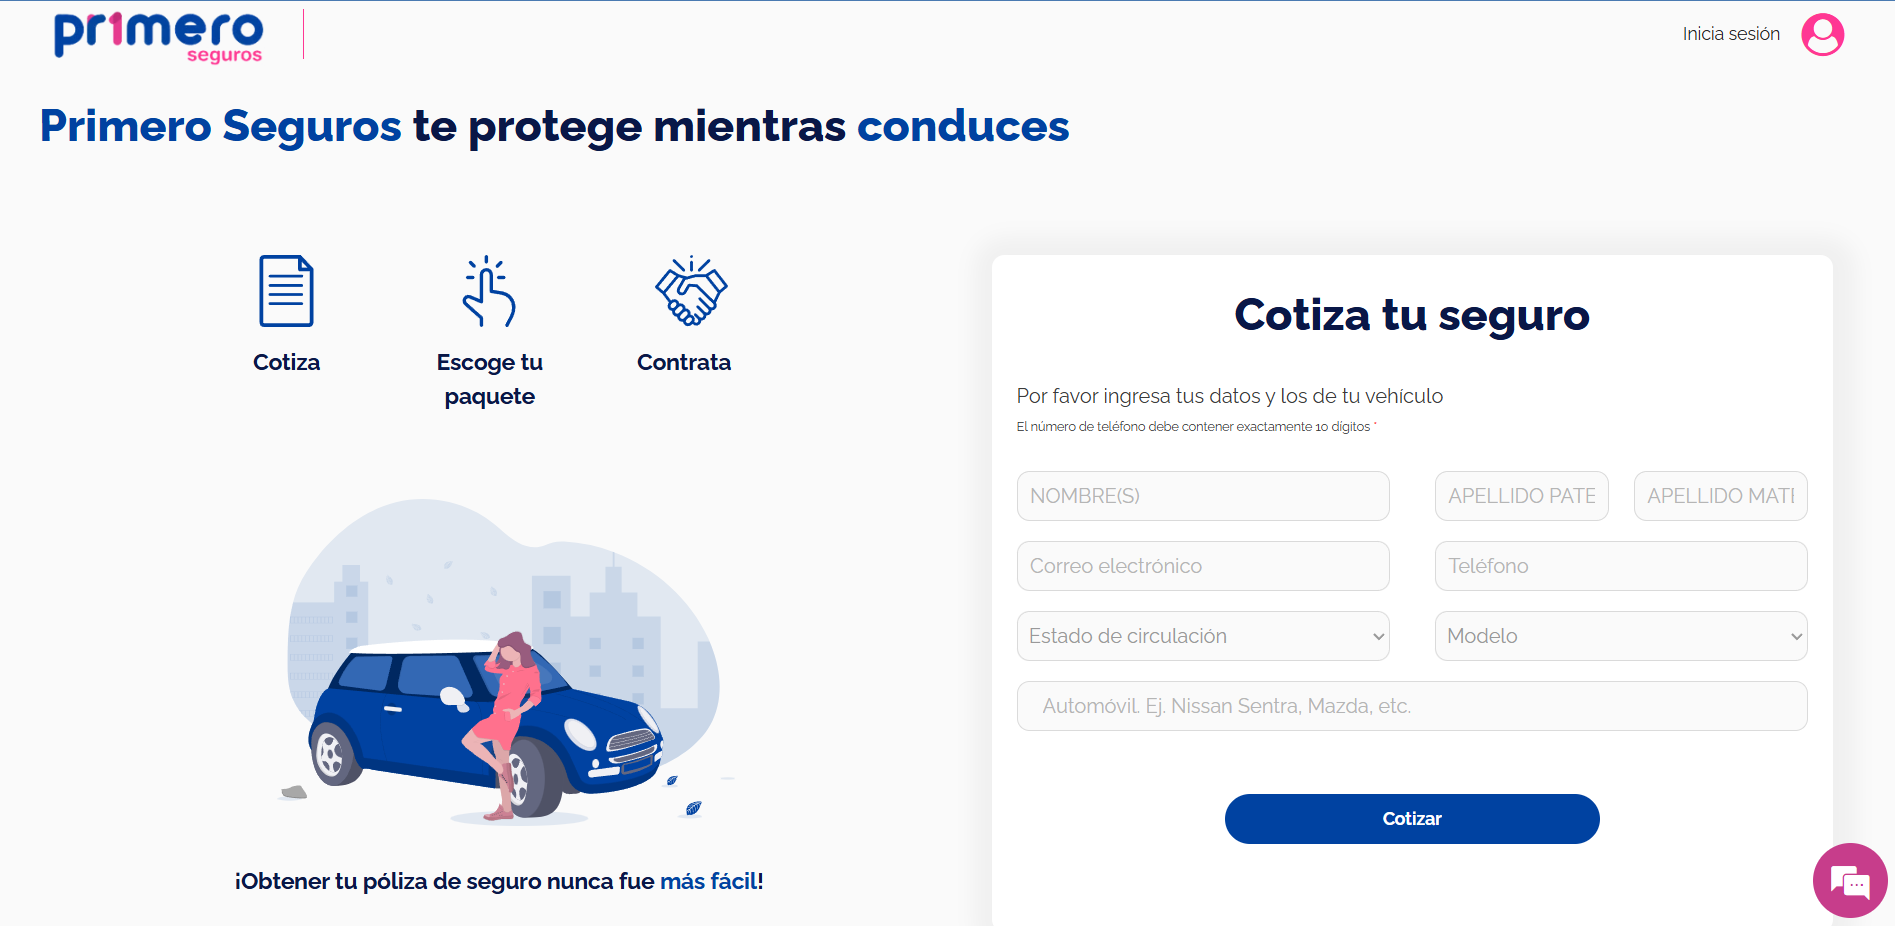 pr1mero
seguros
Inicia sesión
Primero Seguros te protege mientras conduces
Cotiza
Escoge tu
paquete
Contrata
¡Obtener tu póliza de seguro nunca fue más fácil!
Cotiza tu seguro
Por favor ingresa tus datos y los de tu vehículo
El número de teléfono debe contener exactamente 10 dígitos *
NOMBRE(S)
APELLIDO PATE
APELLIDO MATE
Correo electrónico
Teléfono
Estado de circulación
Modelo
Automóvil. Ej. Nissan Sentra, Mazda, etc.
Cotizar